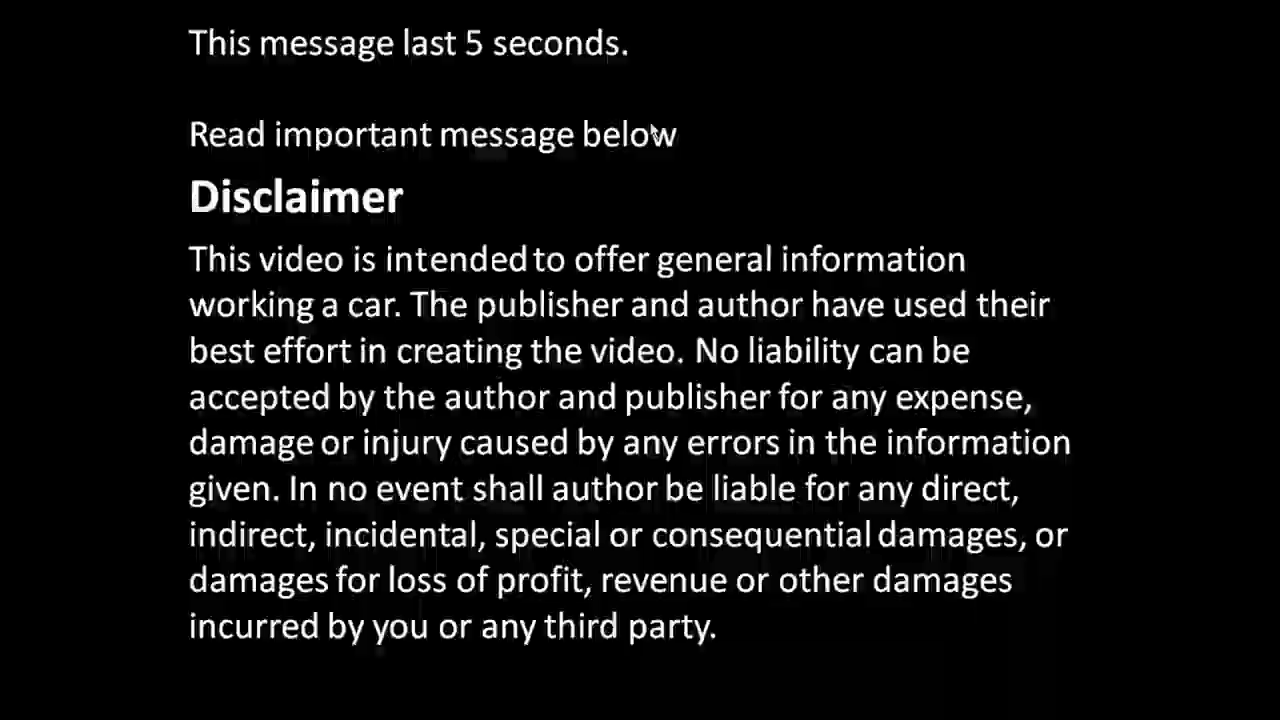 This message last 5 seconds.
Read important message below
Disclaimer
This video is intended to offer general information
working a car. The publisher and author have used their
best effort in creating the video. No liability can be
accepted by the author and publisher for any expense,
damage or injury caused by any errors in the information
given. In no event shall author be liable for any direct,
indirect, incidental, special or consequential damages, or
damages for loss of profit, revenue or other damages
incurred by you or any third party.